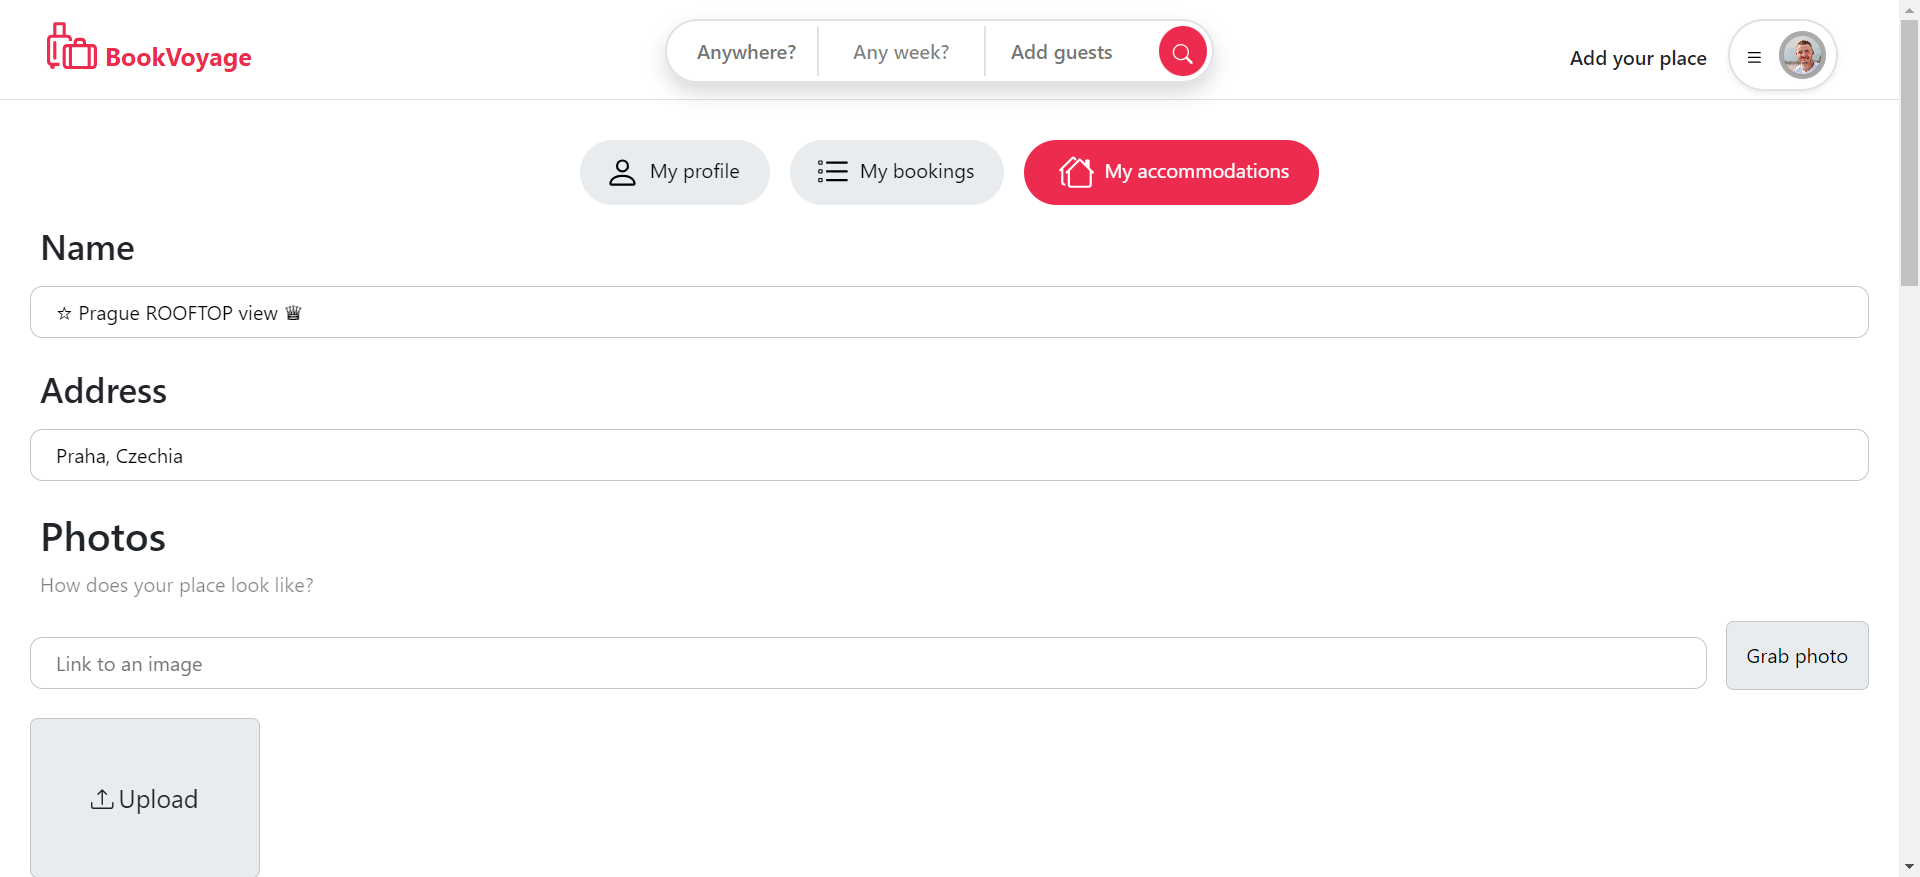 BookVoyage
Anywhere?
Any week?
Add guests
Add your place
My profile
My bookings
My accommodations
Name
☆ Prague ROOFTOP view ♛
Address
Praha, Czechia
Photos
How does your place look like?
Link to an image
Grab photo
Upload